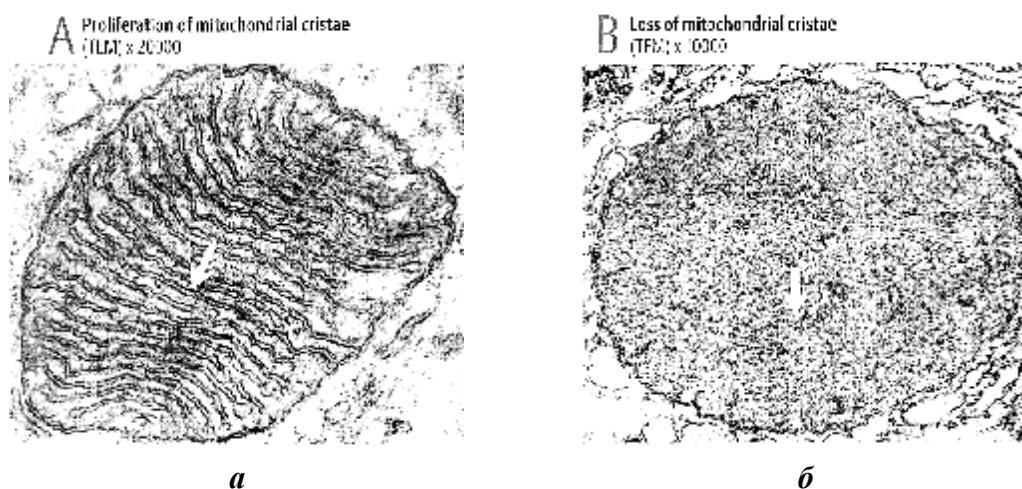 A Proliferation of mitochondrial cristae
(TEM) x 20000
B Loss of mitochondrial cristae
(TEM) x 10000
а
б